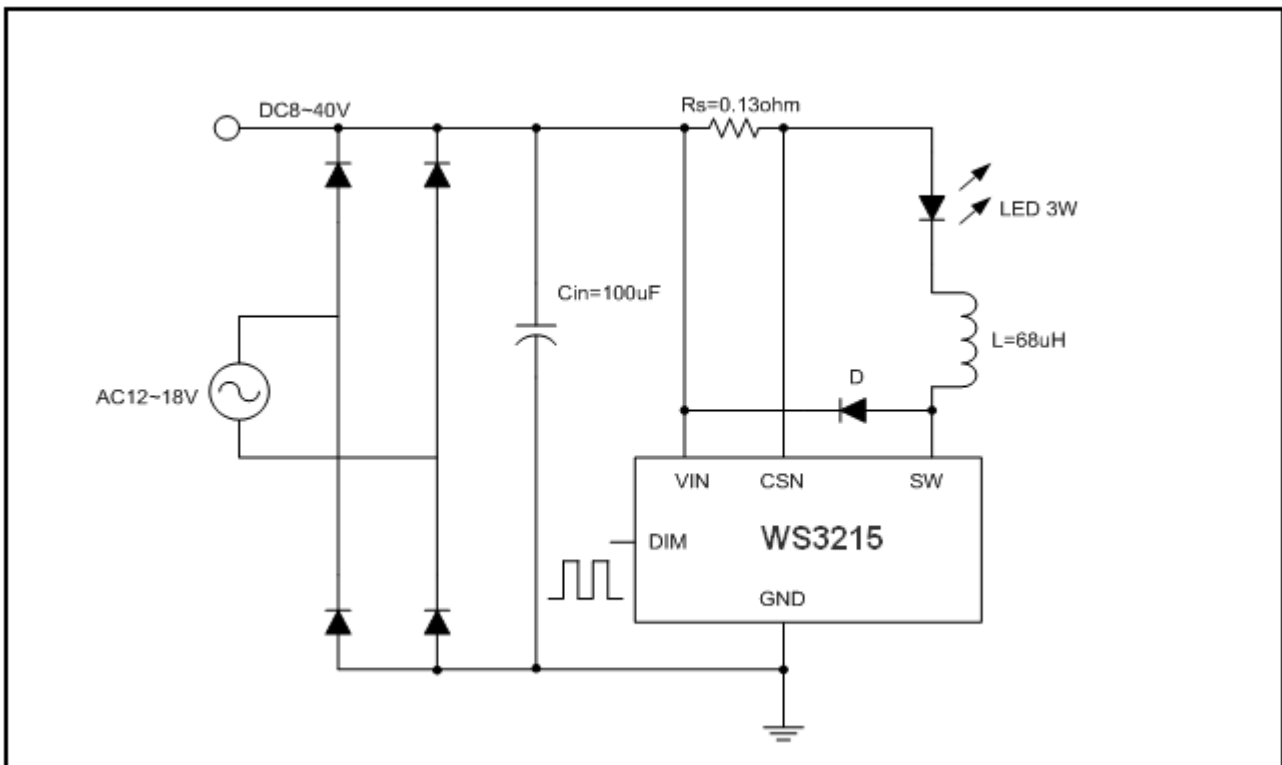 DC8~40V
Rs=0.13ohm
LED 3W
Cin=100uF
L=68uH
AC12~18V
D
VIN CSN SW
DIM WS3215
GND